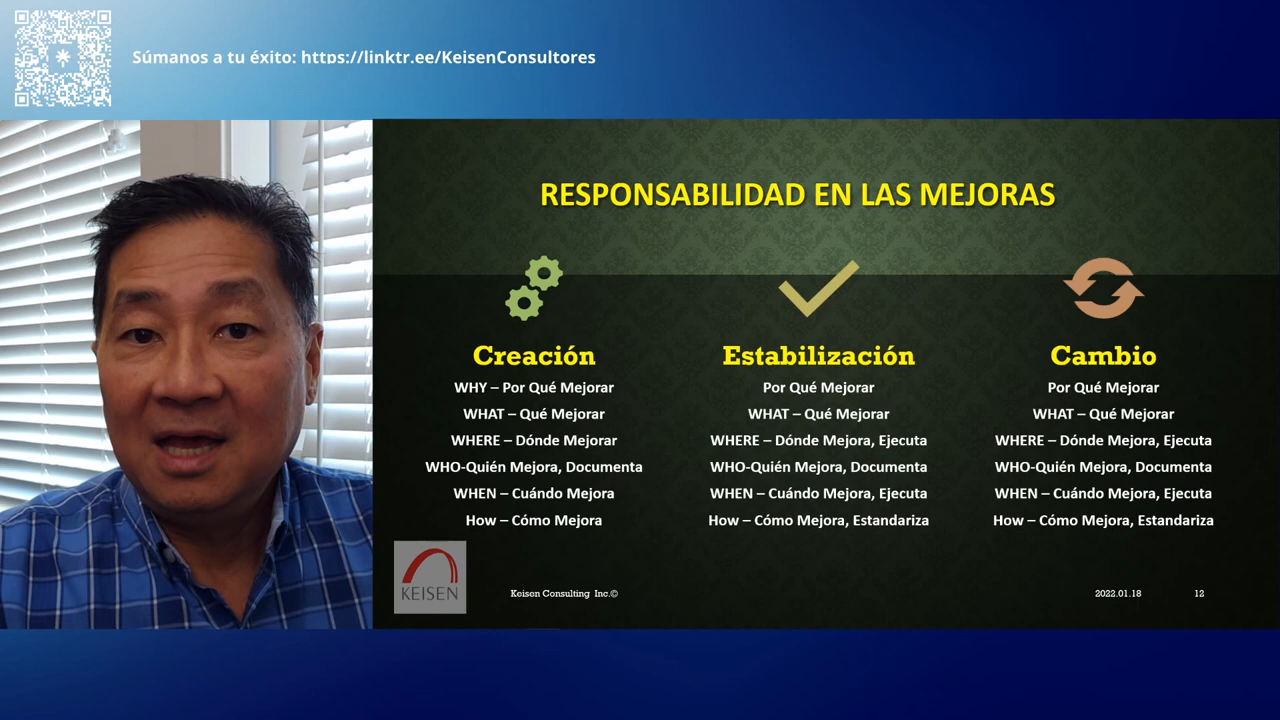 Súmanos a tu éxito: https://linktr.ee/KeisenConsultores
RESPONSABILIDAD EN LAS MEJORAS
Creación
WHY – Por Qué Mejorar
WHAT – Qué Mejorar
WHERE – Dónde Mejorar
WHO-Quién Mejora, Documenta
WHEN – Cuándo Mejora
How – Cómo Mejora
Estabilización
Por Qué Mejorar
WHAT – Qué Mejorar
WHERE – Dónde Mejora, Ejecuta
WHO-Quién Mejora, Documenta
WHEN – Cuándo Mejora, Ejecuta
How – Cómo Mejora, Estandariza
Cambio
Por Qué Mejorar
WHAT – Qué Mejorar
WHERE – Dónde Mejora, Ejecuta
WHO-Quién Mejora, Documenta
WHEN – Cuándo Mejora, Ejecuta
How – Cómo Mejora, Estandariza
KEISEN
Keisen Consulting Inc.©
2022.01.18
12